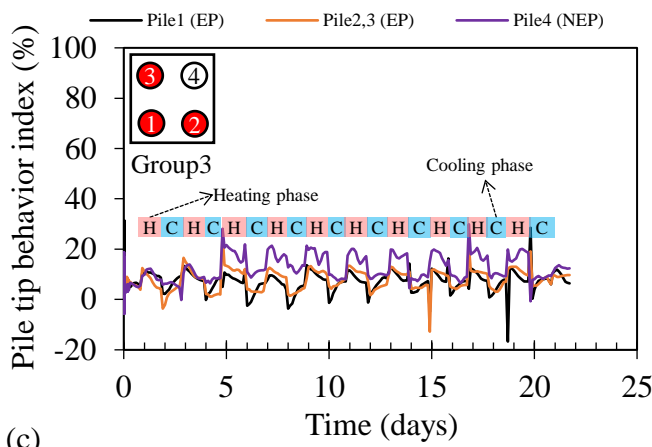 Pile1 (EP) Pile2,3 (EP) Pile4 (NEP)
Pile tip behavior index (%)
100
80
60
40
20
0
-20
3 4
1 2
Group3
Cooling phase
Heating phase
H C H C H C H C H C H C H C H C H C H C
0 5 10 15 20 25
Time (days)
(c)